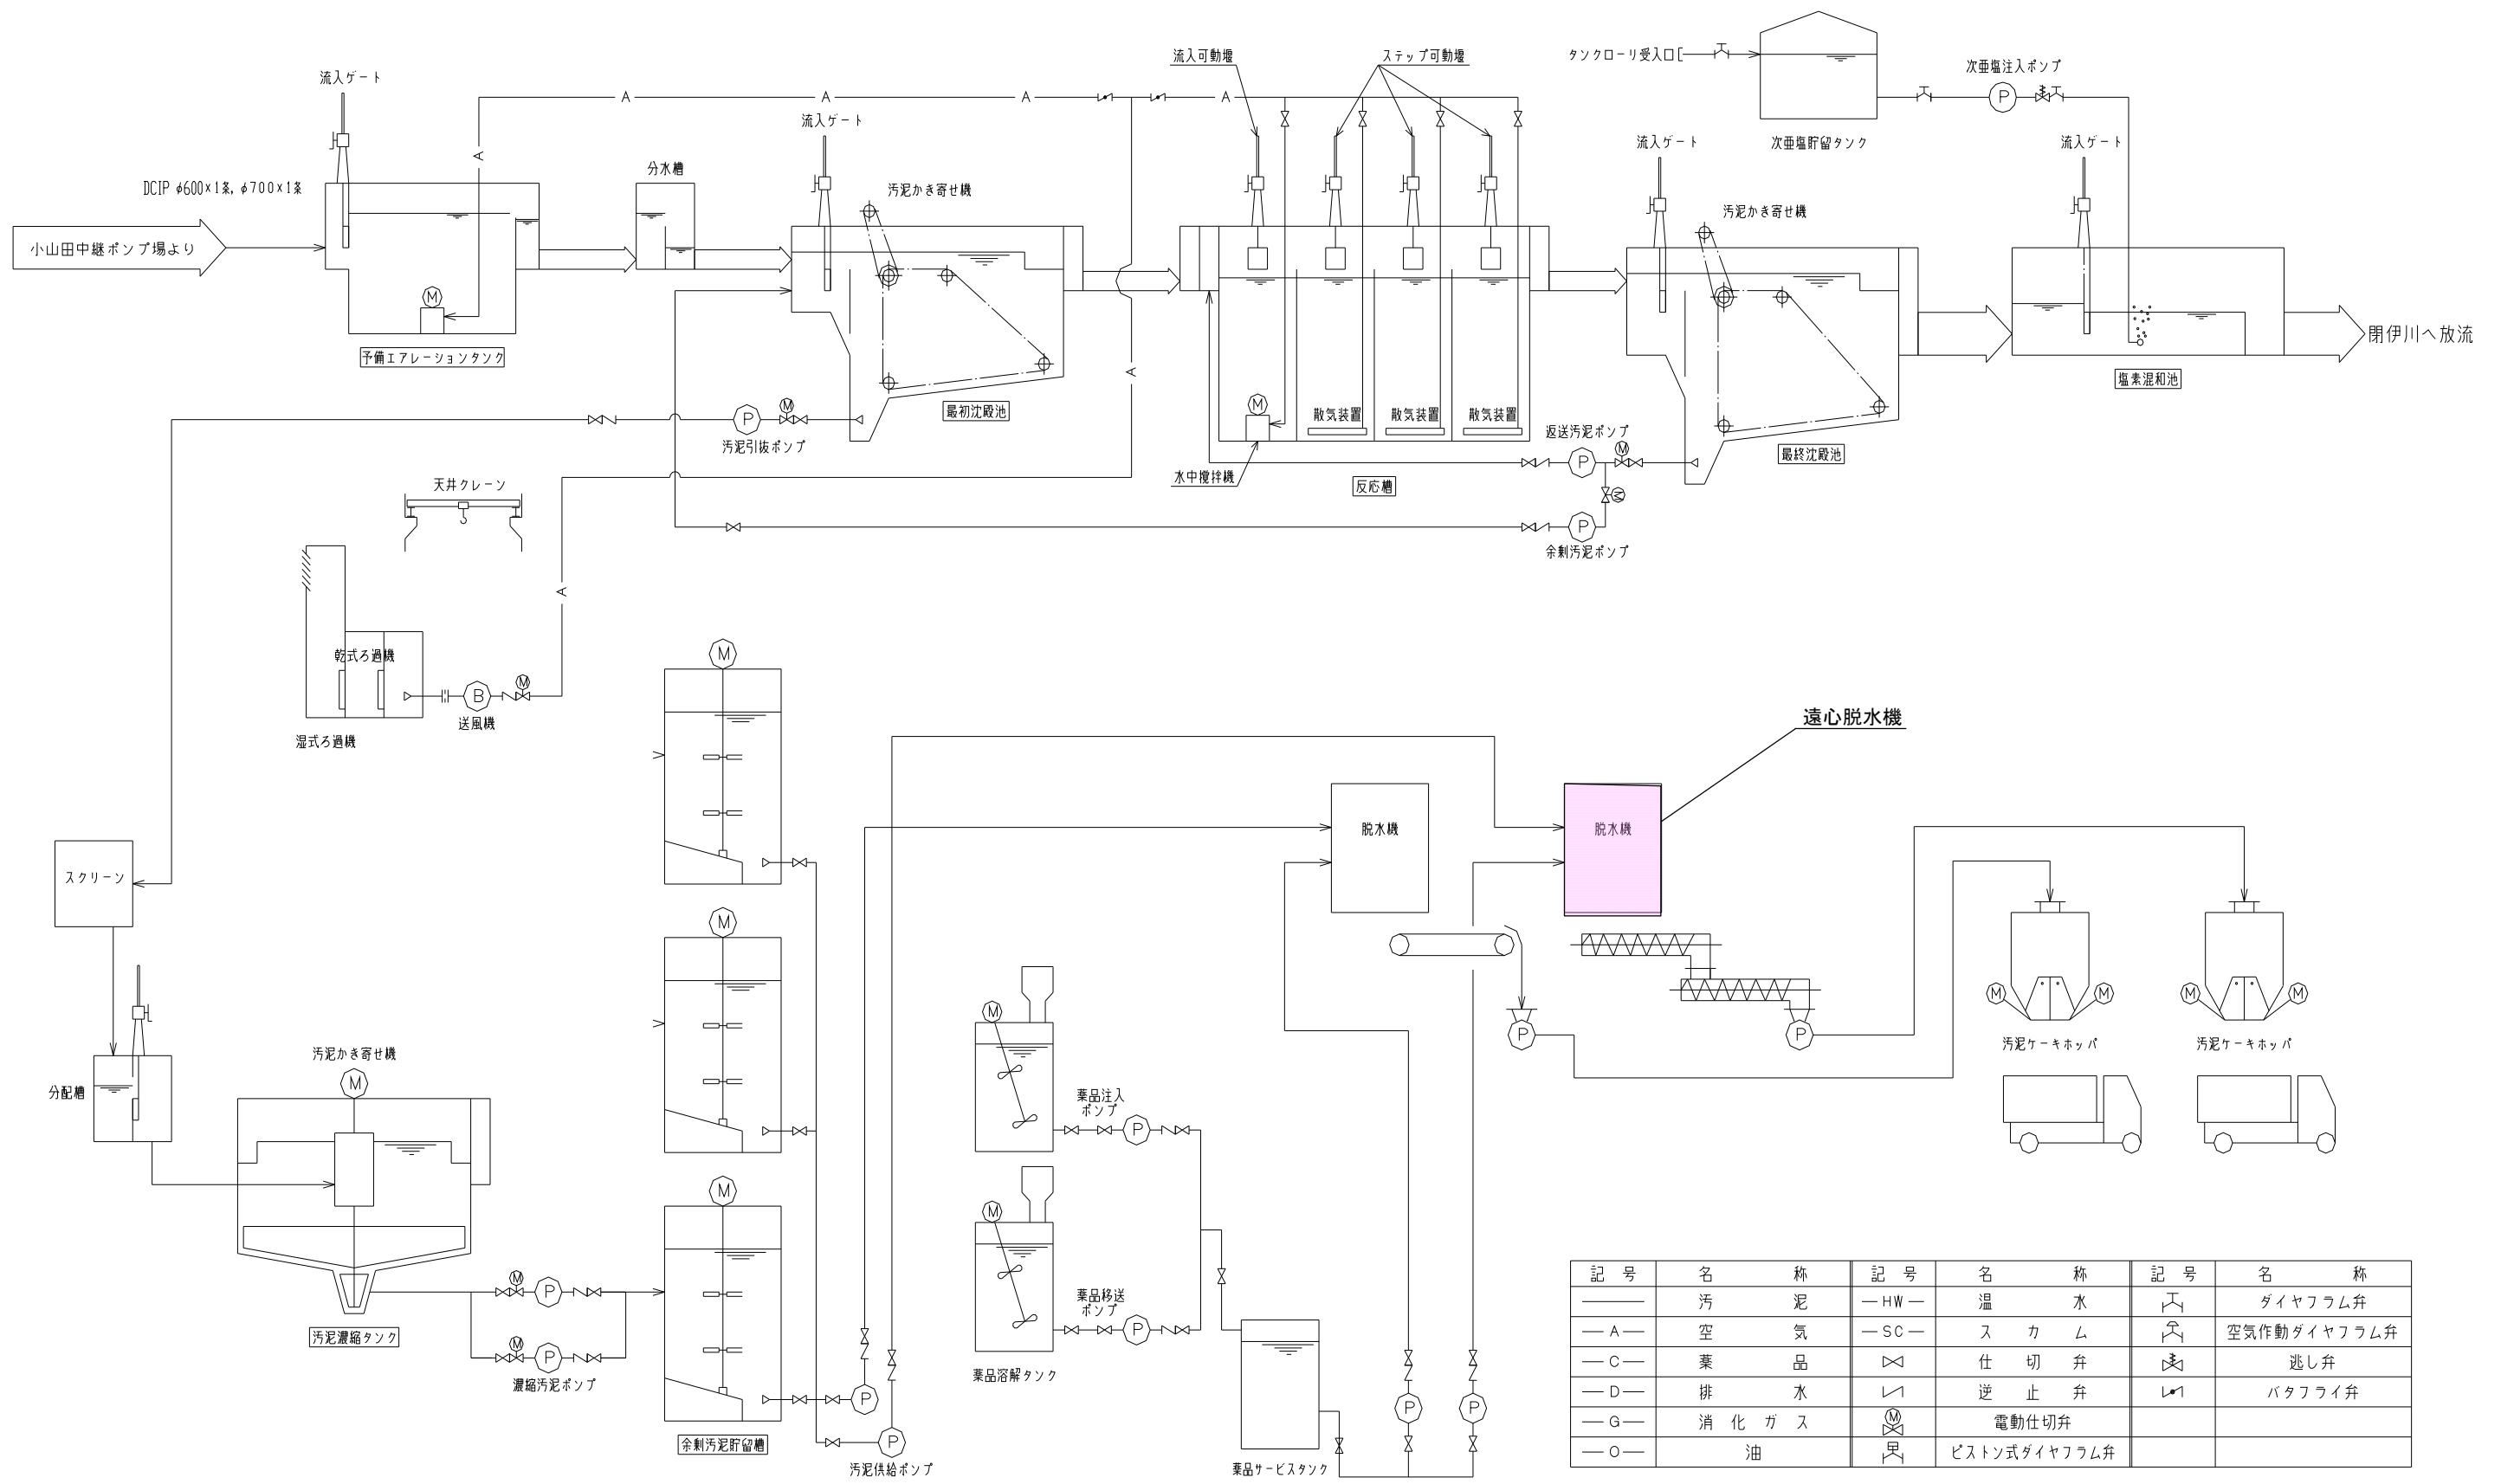 流入ゲート
DCIP φ600×1条, φ700×1条
小山田中継ポンプ場より
M
予備エアレーションタンク
A
A
A
A
A
分水槽
流入ゲート
汚泥かき寄せ機
最初沈殿池
P
M
汚泥引抜ポンプ
流入可動堰
ステップ可動堰
M
散気装置
散気装置
散気装置
水中撹拌機
反応槽
A
タンクローリ受入口
次亜塩貯留タンク
次亜塩注入ポンプ
P
流入ゲート
汚泥かき寄せ機
最終沈殿池
返送汚泥ポンプ
P
M
M
P
余剰汚泥ポンプ
流入ゲート
塩素混和池
閉伊川へ放流
天井クレーン
乾式ろ過機
湿式ろ過機
B
M
送風機
A
スクリーン
分配槽
汚泥かき寄せ機
M
汚泥濃縮タンク
M
P
M
P
濃縮汚泥ポンプ
M
M
M
余剰汚泥貯留槽
P
P
汚泥供給ポンプ
M
M
薬品溶解タンク
薬品注入
ポンプ
P
薬品移送
ポンプ
P
薬品サービスタンク
P
P
脱水機
脱水機
遠心脱水機
P
P
M
M
汚泥ケーキホッパ
M
M
汚泥ケーキホッパ
記号 名称 記号 名称 記号 名称
汚泥 HW 温水 ダイヤフラム弁
A 空気 SC スカム 空気作動ダイヤフラム弁
C 薬品 仕切弁 逃し弁
D 排水 逆止弁 バタフライ弁
G 消化ガス M 電動仕切弁
O 油 ピストン式ダイヤフラム弁